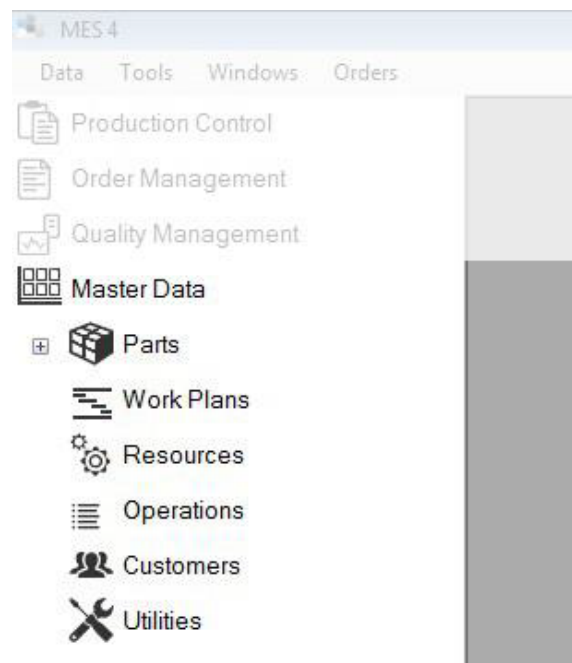 MES 4
Data Tools Windows Orders
Production Control
Order Management
Quality Management
Master Data
Parts
Work Plans
Resources
Operations
Customers
Utilities